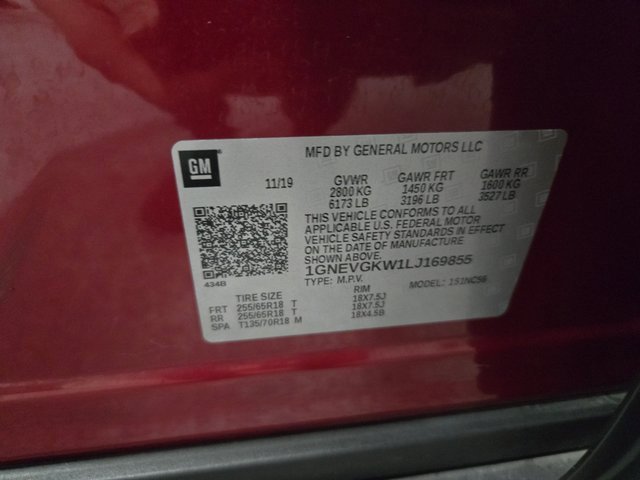 GM
MFD BY GENERAL MOTORS LLC
11/19 GVWR GAWR FRT GAWR RR
2800 KG 1450 KG 1600 KG
6173 LB 3196 LB 3527 LB
THIS VEHICLE CONFORMS TO ALL
APPLICABLE U.S. FEDERAL MOTOR
VEHICLE SAFETY STANDARDS IN EFFECT
ON THE DATE OF MANUFACTURE
SHOWN ABOVE.
1GNEVGKW1LJ169855
434B
TYPE: M.P.V. MODEL: 1S1NC56
TIRE SIZE RIM
FRT 255/65R18 T 18X7.5J
RR 255/65R18 T 18X7.5J
SPA T135/70R18 M 18X4.5B